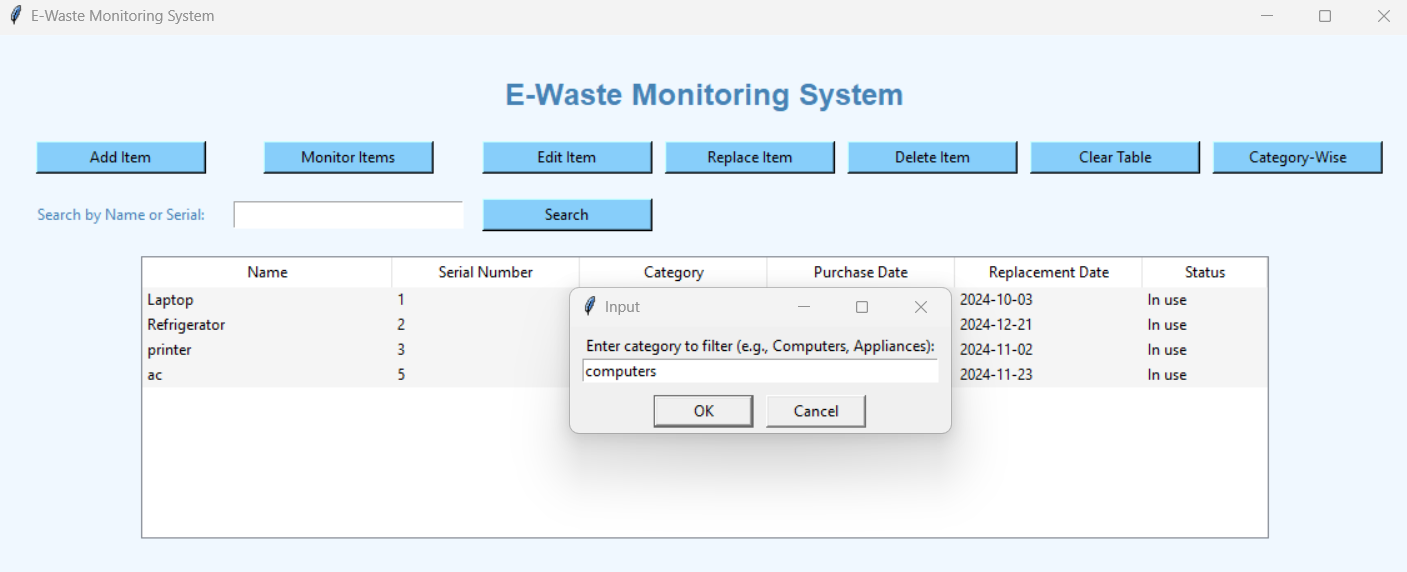 E-Waste Monitoring System
E-Waste Monitoring System
Add Item Monitor Items Edit Item Replace Item Delete Item Clear Table Category-Wise
Search by Name or Serial: Search
Name Serial Number Category Purchase Date Replacement Date Status
Laptop 1 2024-10-03 In use
Refrigerator 2 2024-12-21 In use
printer 3 2024-11-02 In use
ac 5 2024-11-23 In use
Input
Enter category to filter (e.g., Computers, Appliances):
computers
OK Cancel